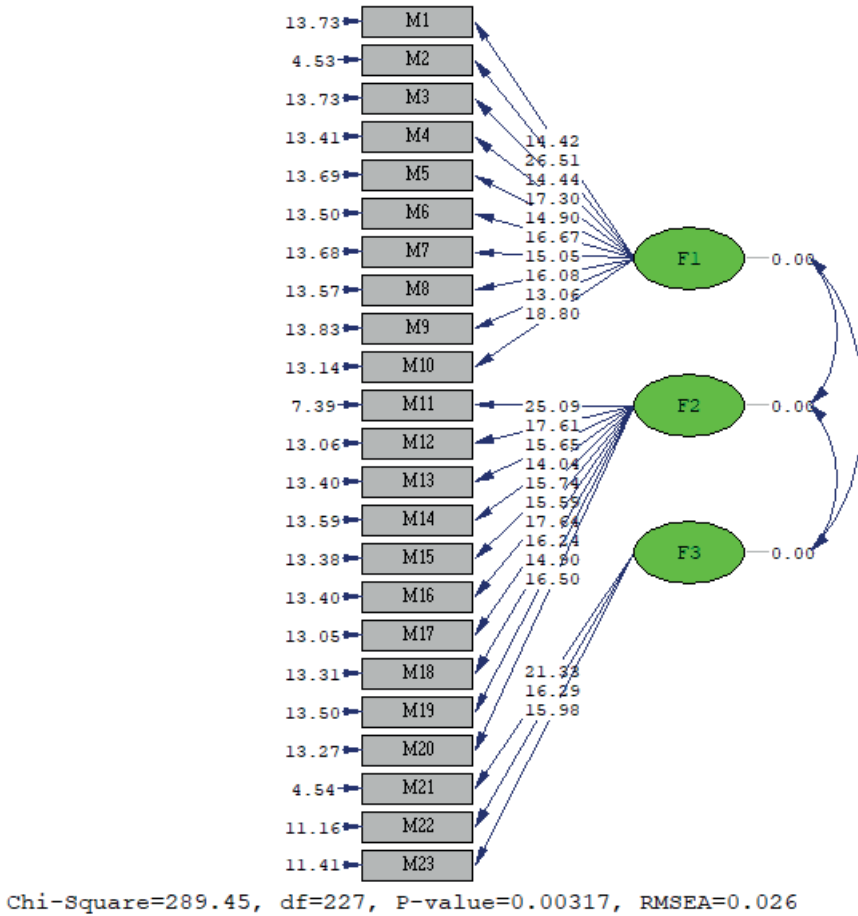 13.73 M1
4.53 M2
13.73 M3
13.41 M4
13.69 M5
13.50 M6
13.68 M7
13.57 M8
13.83 M9
13.14 M10
7.39 M11
13.06 M12
13.40 M13
13.59 M14
13.38 M15
13.40 M16
13.05 M17
13.31 M18
13.50 M19
13.27 M20
4.54 M21
11.16 M22
11.41 M23
14.42
26.51
14.44
17.30
14.90
16.67
15.05
16.08
13.06
18.80
25.09
17.61
15.65
14.04
15.74
15.59
17.64
16.24
14.90
16.50
21.33
16.29
15.98
F1 0.00
F2 0.00
F3 0.00
Chi-Square=289.45, df=227, P-value=0.00317, RMSEA=0.026